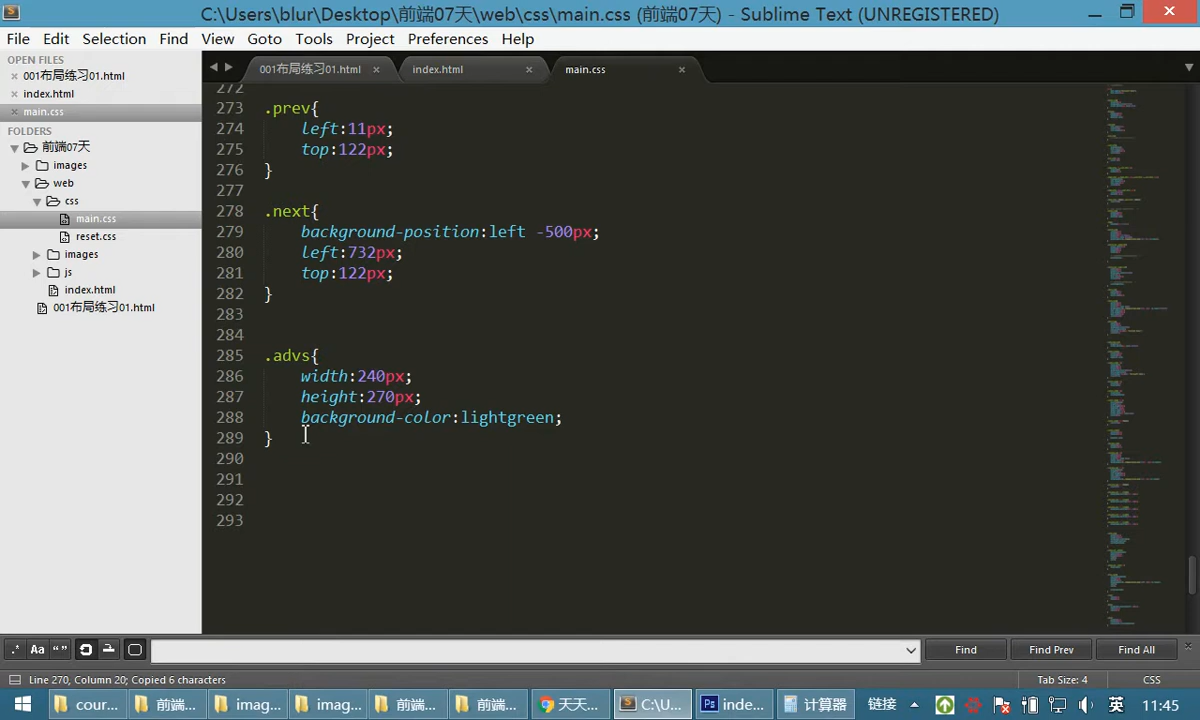 C:\Users\blur\Desktop\前端07天\web\css\main.css (前端07天) - Sublime Text (UNREGISTERED)
File Edit Selection Find View Goto Tools Project Preferences Help
OPEN FILES
001布局练习01.html
index.html
main.css
FOLDERS
前端07天
images
web
css
main.css
reset.css
images
js
index.html
001布局练习01.html
001布局练习01.html index.html main.css
272
273 .prev{
274 left:11px;
275 top:122px;
276 }
277
278 .next{
279 background-position:left -500px;
280 left:732px;
281 top:122px;
282 }
283
284
285 .advs{
286 width:240px;
287 height:270px;
288 background-color:lightgreen;
289 }
290
291
292
293
.* Aa “” Find Find Prev Find All
Line 270, Column 20; Copied 6 characters Tab Size: 4 CSS
cour... 前端... imag... imag... 前端... 前端... 天天... C:\U... inde... 计算器 链接 英 11:45